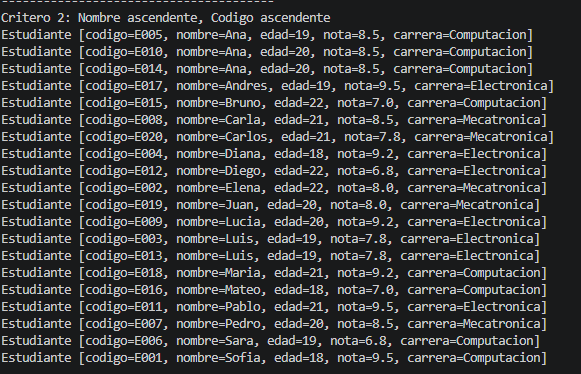 ----------------------------------------
Critero 2: Nombre ascendente, Codigo ascendente
Estudiante [codigo=E005, nombre=Ana, edad=19, nota=8.5, carrera=Computacion]
Estudiante [codigo=E010, nombre=Ana, edad=20, nota=8.5, carrera=Computacion]
Estudiante [codigo=E014, nombre=Ana, edad=20, nota=8.5, carrera=Computacion]
Estudiante [codigo=E017, nombre=Andres, edad=19, nota=9.5, carrera=Electronica]
Estudiante [codigo=E015, nombre=Bruno, edad=22, nota=7.0, carrera=Computacion]
Estudiante [codigo=E008, nombre=Carla, edad=21, nota=8.5, carrera=Mecatronica]
Estudiante [codigo=E020, nombre=Carlos, edad=21, nota=7.8, carrera=Mecatronica]
Estudiante [codigo=E004, nombre=Diana, edad=18, nota=9.2, carrera=Electronica]
Estudiante [codigo=E012, nombre=Diego, edad=22, nota=6.8, carrera=Electronica]
Estudiante [codigo=E002, nombre=Elena, edad=22, nota=8.0, carrera=Mecatronica]
Estudiante [codigo=E019, nombre=Juan, edad=20, nota=8.0, carrera=Mecatronica]
Estudiante [codigo=E009, nombre=Lucia, edad=20, nota=9.2, carrera=Electronica]
Estudiante [codigo=E003, nombre=Luis, edad=19, nota=7.8, carrera=Electronica]
Estudiante [codigo=E013, nombre=Luis, edad=19, nota=7.8, carrera=Electronica]
Estudiante [codigo=E018, nombre=Maria, edad=21, nota=9.2, carrera=Computacion]
Estudiante [codigo=E016, nombre=Mateo, edad=18, nota=7.0, carrera=Computacion]
Estudiante [codigo=E011, nombre=Pablo, edad=21, nota=9.5, carrera=Electronica]
Estudiante [codigo=E007, nombre=Pedro, edad=20, nota=8.5, carrera=Mecatronica]
Estudiante [codigo=E006, nombre=Sara, edad=19, nota=6.8, carrera=Computacion]
Estudiante [codigo=E001, nombre=Sofia, edad=18, nota=9.5, carrera=Computacion]